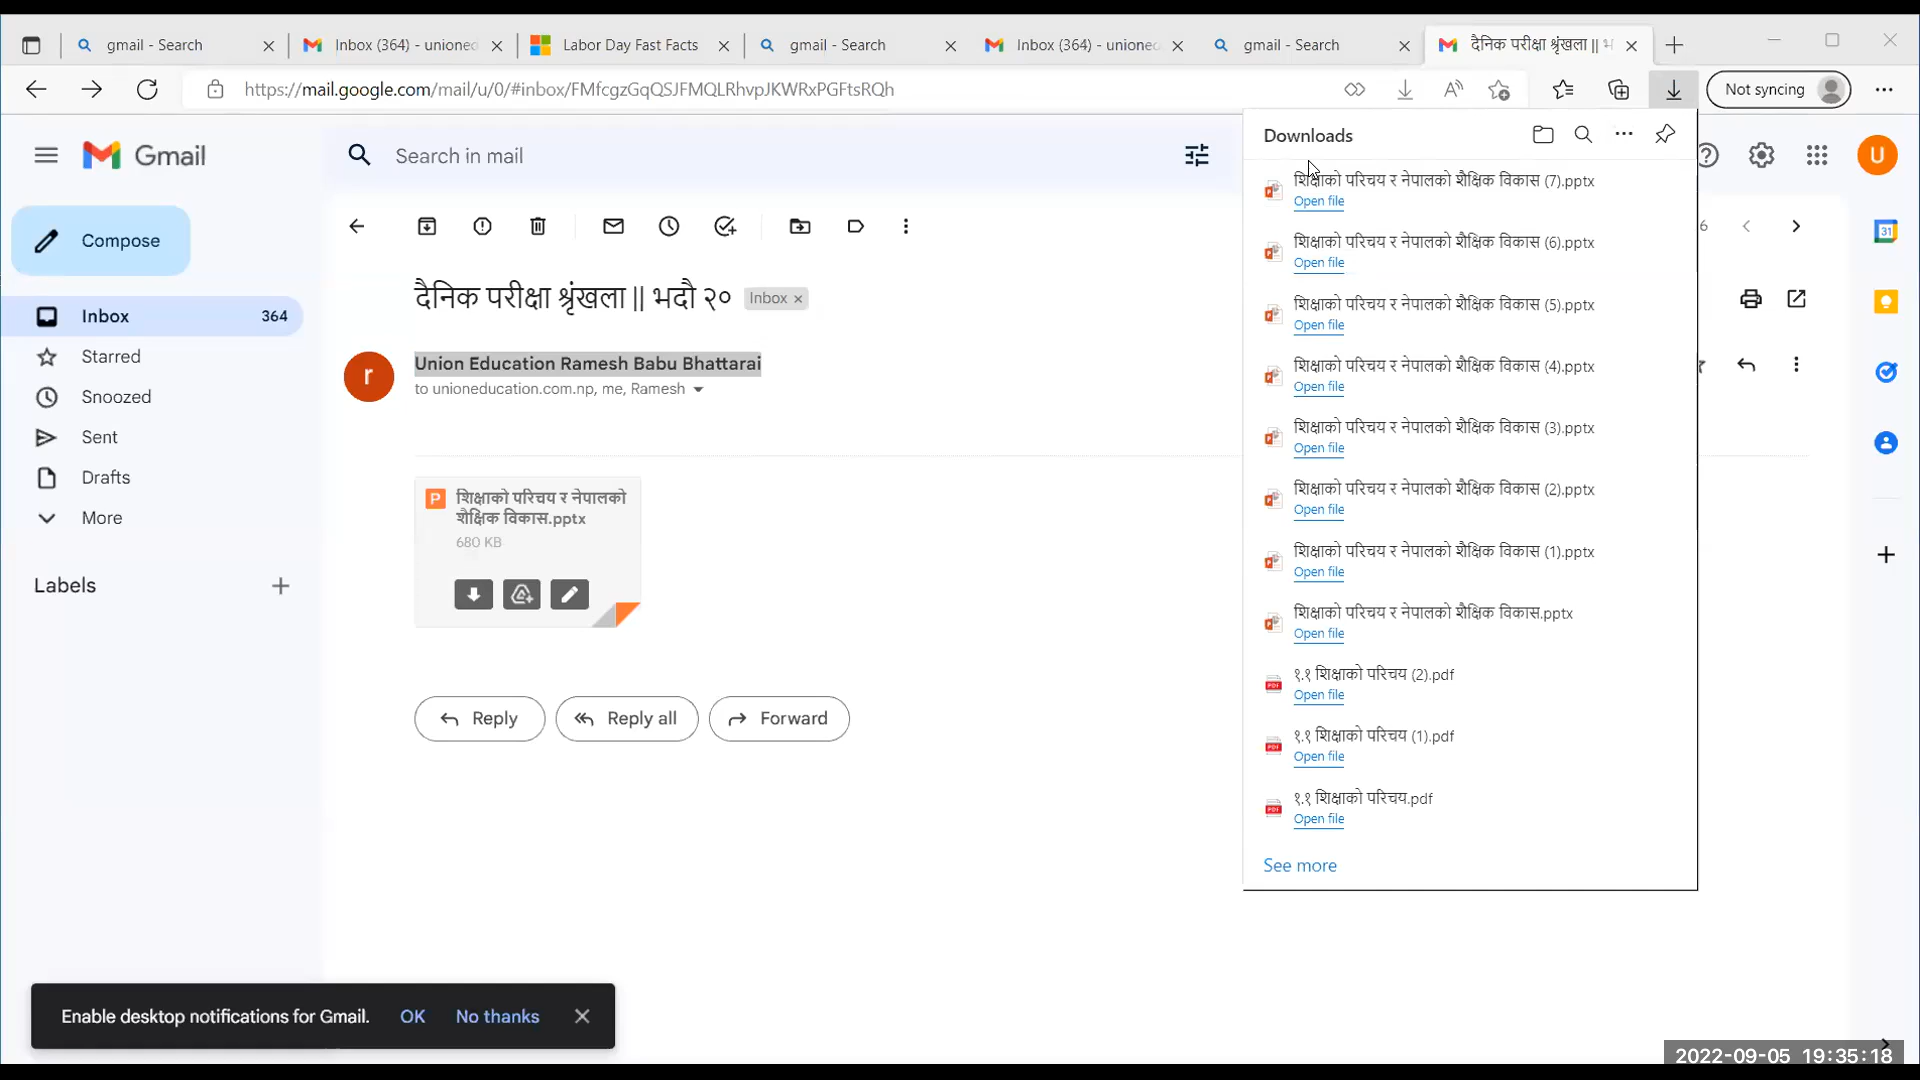 gmail - Search
Inbox (364) - unioned
Labor Day Fast Facts
gmail - Search
Inbox (364) - unioned
gmail - Search
दैनिक परीक्षा श्रृंखला || भ
https://mail.google.com/mail/u/0/#inbox/FMfcgzGqQSJFMQLRhvpJKWRxPGFtsRQh
Not syncing
Gmail
Search in mail
Downloads
Compose
Inbox 364
Starred
Snoozed
Sent
Drafts
More
Labels
दैनिक परीक्षा श्रृंखला || भदौ २०
Inbox ×
r
Union Education Ramesh Babu Bhattarai
to unioneducation.com.np, me, Ramesh
P
शिक्षाको परिचय र नेपालको
शैक्षिक विकास.pptx
680 KB
Reply
Reply all
Forward
शिक्षाको परिचय र नेपालको शैक्षिक विकास (7).pptx
Open file
शिक्षाको परिचय र नेपालको शैक्षिक विकास (6).pptx
Open file
शिक्षाको परिचय र नेपालको शैक्षिक विकास (5).pptx
Open file
शिक्षाको परिचय र नेपालको शैक्षिक विकास (4).pptx
Open file
शिक्षाको परिचय र नेपालको शैक्षिक विकास (3).pptx
Open file
शिक्षाको परिचय र नेपालको शैक्षिक विकास (2).pptx
Open file
शिक्षाको परिचय र नेपालको शैक्षिक विकास (1).pptx
Open file
शिक्षाको परिचय र नेपालको शैक्षिक विकास.pptx
Open file
१.१ शिक्षाको परिचय (2).pdf
Open file
१.१ शिक्षाको परिचय (1).pdf
Open file
१.१ शिक्षाको परिचय.pdf
Open file
See more
U
6
31
Enable desktop notifications for Gmail. OK No thanks
2022-09-05 19:35:18